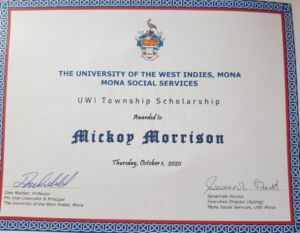 THE UNIVERSITY OF THE WEST INDIES, MONA
MONA SOCIAL SERVICES
UWI Township Scholarship
Awarded to
Mickoy Morrison
Thursday, October 1, 2020
Dale Webber, Professor
Pro Vice-Chancellor & Principal
The University of the West Indies, Mona
Savannah
Executive Director (Acting)
Mona Social Services, UWI Mona